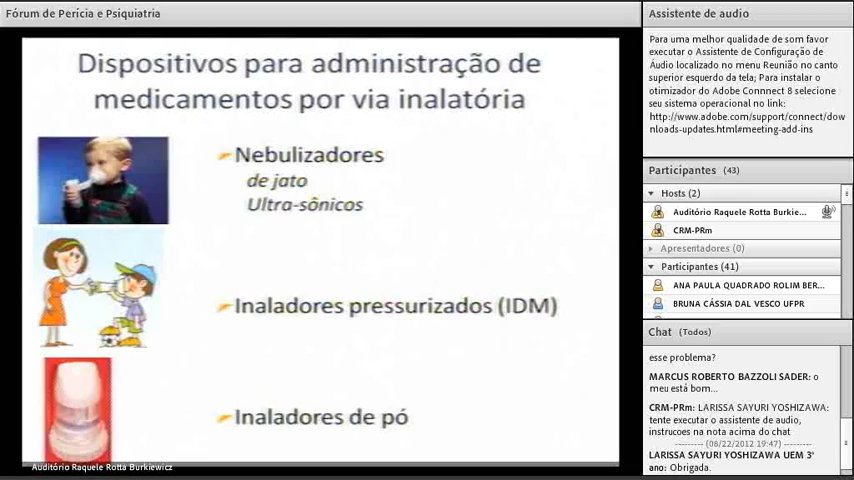 Fórum de Perícia e Psiquiatria
Dispositivos para administração de
medicamentos por via inalatória
Nebulizadores
de jato
Ultra-sônicos
Inaladores pressurizados (IDM)
Inaladores de pó
Auditório Raquele Rotta Burkiewicz
Assistente de audio
Para uma melhor qualidade de som favor
executar o Assistente de Configuração de
Áudio localizado no menu Reunião no canto
superior esquerdo da tela; Para instalar o
otimizador do Adobe Connnect 8 selecione
seu sistema operacional no link:
http://www.adobe.com/support/connect/dow
nloads-updates.html#meeting-add-ins
Participantes (43)
Hosts (2)
Auditório Raquele Rotta Burkie...
CRM-PRm
Apresentadores (0)
Participantes (41)
ANA PAULA QUADRADO ROLIM BER...
BRUNA CÁSSIA DAL VESCO UFPR
Chat (Todos)
esse problema?
MARCUS ROBERTO BAZZOLI SADER: o
meu está bom...
CRM-PRm: LARISSA SAYURI YOSHIZAWA:
tente executar o assistente de audio,
instrucoes na nota acima do chat
--------- (08/22/2012 19:47) ---------
LARISSA SAYURI YOSHIZAWA UEM 3°
ano: Obrigada.